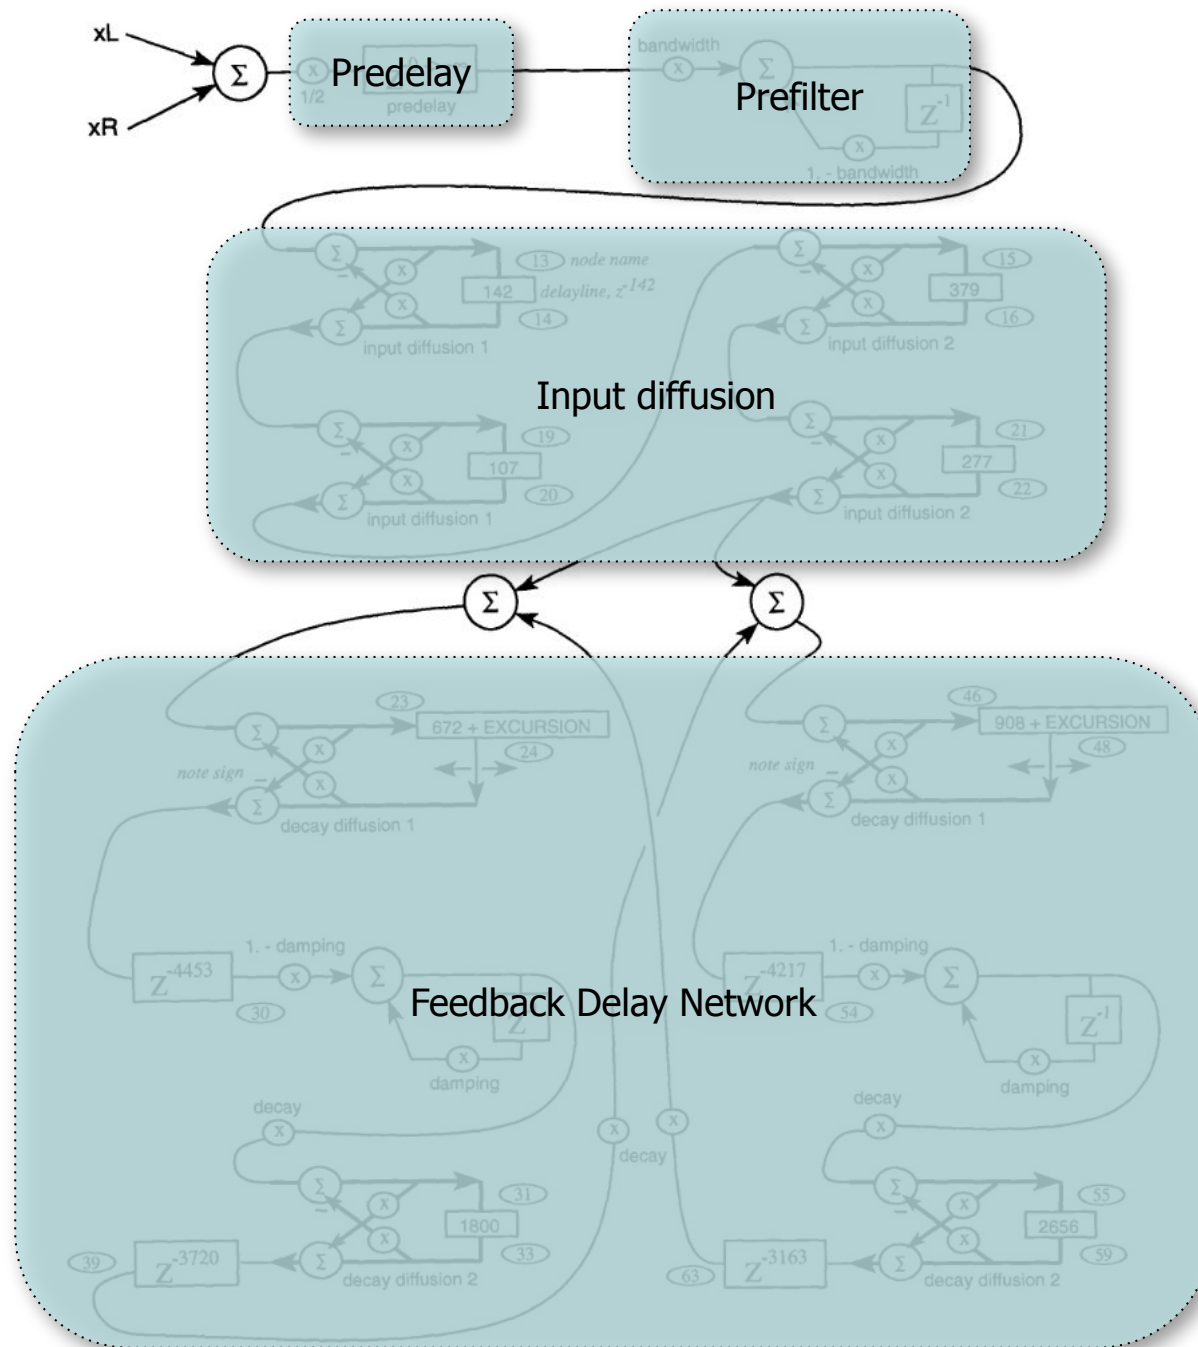 xL
xR
Σ
x
1/2
Predelay
predelay
bandwidth
x
Σ
Prefilter
Z-1
x
1. - bandwidth
Σ
x
x
Σ
13 node name
142 delayline, z-142
14
input diffusion 1
Σ
x
x
Σ
15
379
16
input diffusion 2
Input diffusion
Σ
x
x
Σ
19
107
20
input diffusion 1
Σ
x
x
Σ
21
277
22
input diffusion 2
Σ
Σ
23
672 + EXCURSION
24
Σ
x
x
Σ
note sign
decay diffusion 1
46
908 + EXCURSION
48
Σ
x
x
Σ
note sign
decay diffusion 1
Z-4453
30
1. - damping
x
Σ
x
damping
Z-4217
54
1. - damping
x
Σ
Z-1
x
damping
Feedback Delay Network
decay
x
x
x
decay
decay
x
Σ
x
x
Σ
31
1800
33
decay diffusion 2
39
Z-3720
Σ
x
x
Σ
55
2656
59
decay diffusion 2
63
Z-3163